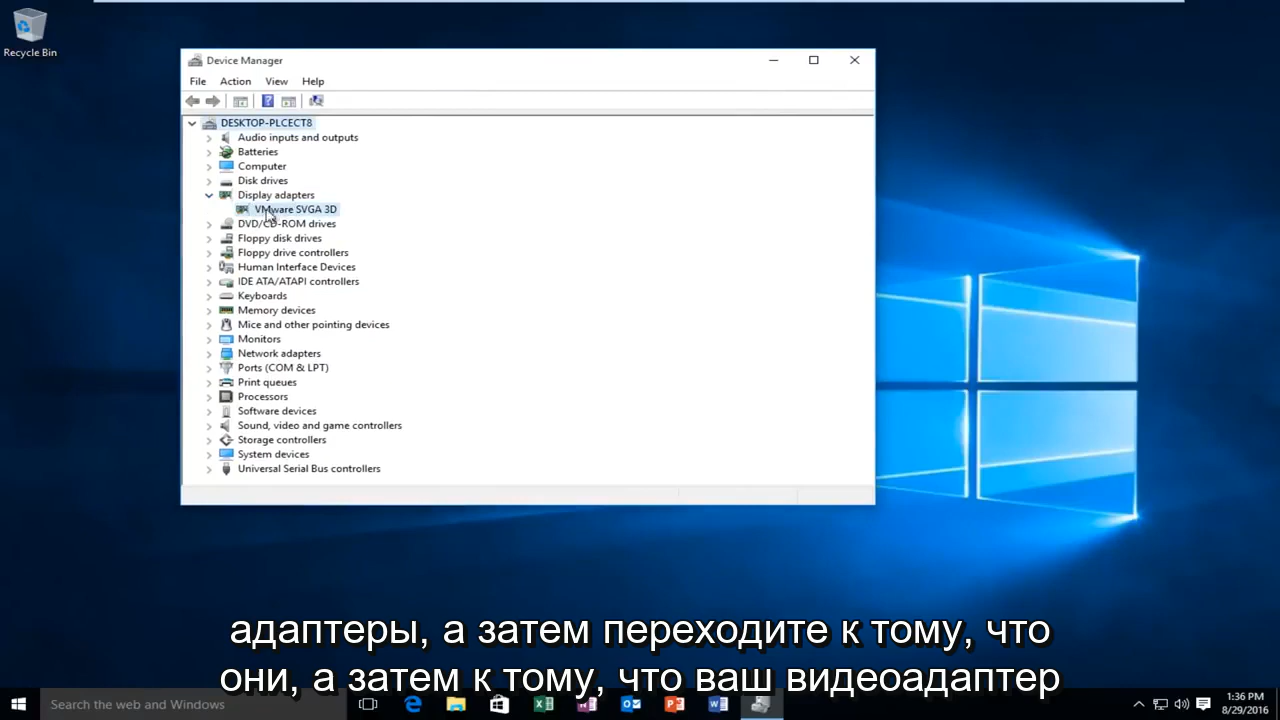 Recycle Bin
Device Manager
File Action View Help
DESKTOP-PLCECT8
Audio inputs and outputs
Batteries
Computer
Disk drives
Display adapters
VMware SVGA 3D
DVD/CD-ROM drives
Floppy disk drives
Floppy drive controllers
Human Interface Devices
IDE ATA/ATAPI controllers
Keyboards
Memory devices
Mice and other pointing devices
Monitors
Network adapters
Ports (COM & LPT)
Print queues
Processors
Software devices
Sound, video and game controllers
Storage controllers
System devices
Universal Serial Bus controllers
адаптеры, а затем переходите к тому, что
они, а затем к тому, что ваш видеоадаптер
Search the web and Windows
1:36 PM
8/29/2016